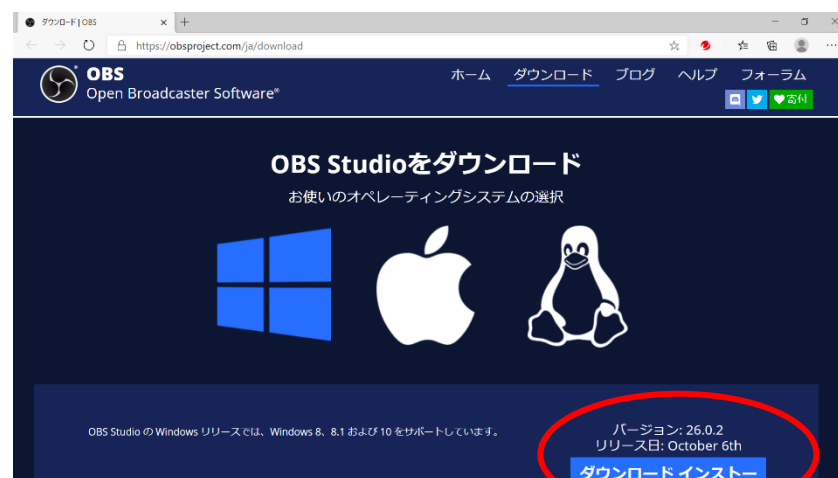 ダウンロード | OBS
https://obsproject.com/ja/download
OBS
Open Broadcaster Software®
ホーム ダウンロード ブログ ヘルプ フォーラム
寄付
OBS Studioをダウンロード
お使いのオペレーティングシステムの選択
OBS Studio の Windows リリースでは、Windows 8、8.1 および 10 をサポートしています。
バージョン: 26.0.2
リリース日: October 6th
ダウンロード インストー